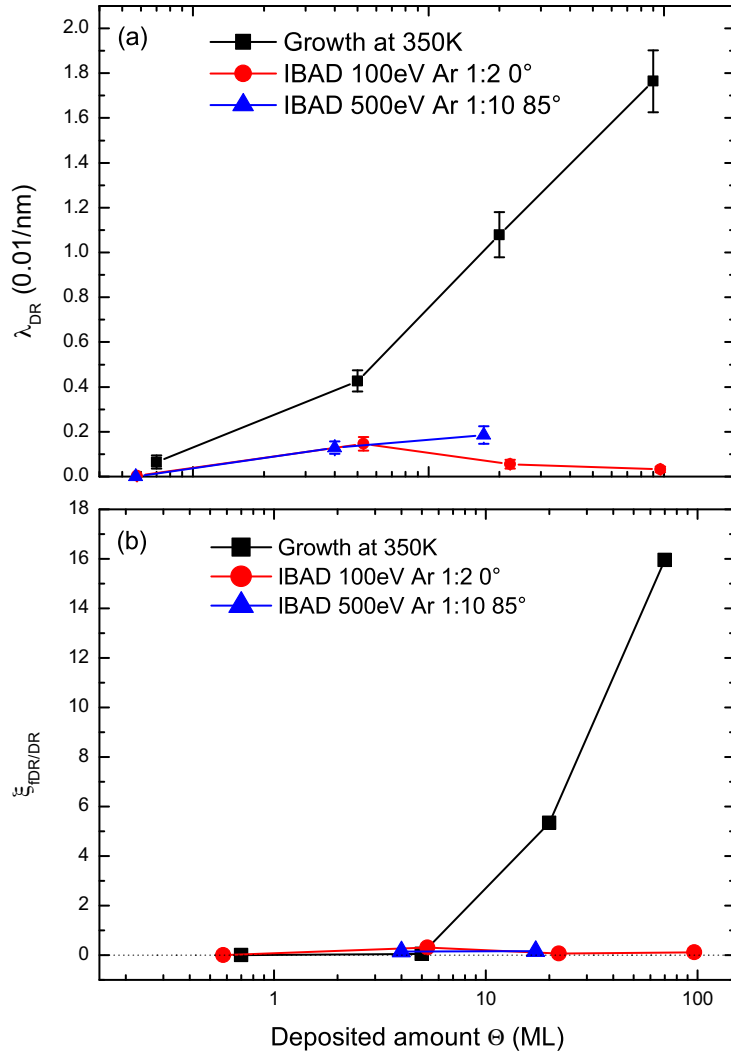 (a)
Growth at 350K
IBAD 100eV Ar 1:2 0°
IBAD 500eV Ar 1:10 85°
λDR (0.01/nm)
2.0
1.8
1.6
1.4
1.2
1.0
0.8
0.6
0.4
0.2
0.0
(b)
Growth at 350K
IBAD 100eV Ar 1:2 0°
IBAD 500eV Ar 1:10 85°
ξfDR/DR
18
16
14
12
10
8
6
4
2
0
1 10 100
Deposited amount Θ (ML)